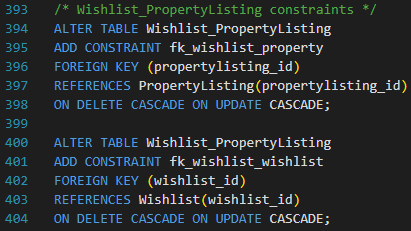 393 /* Wishlist_PropertyListing constraints */
394 ALTER TABLE Wishlist_PropertyListing
395 ADD CONSTRAINT fk_wishlist_property
396 FOREIGN KEY (propertylisting_id)
397 REFERENCES PropertyListing(propertylisting_id)
398 ON DELETE CASCADE ON UPDATE CASCADE;
399
400 ALTER TABLE Wishlist_PropertyListing
401 ADD CONSTRAINT fk_wishlist_wishlist
402 FOREIGN KEY (wishlist_id)
403 REFERENCES Wishlist(wishlist_id)
404 ON DELETE CASCADE ON UPDATE CASCADE;